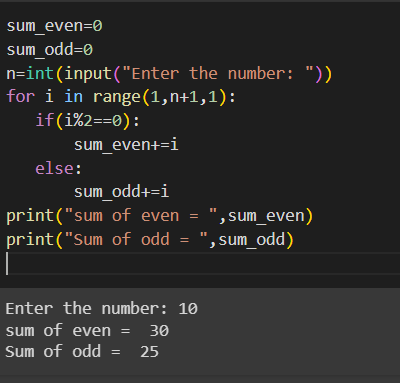 sum_even=0
sum_odd=0
n=int(input("Enter the number: "))
for i in range(1,n+1,1):
   if(i%2==0):
       sum_even+=i
   else:
       sum_odd+=i
print("sum of even = ",sum_even)
print("Sum of odd = ",sum_odd)
Enter the number: 10
sum of even =  30
Sum of odd =  25